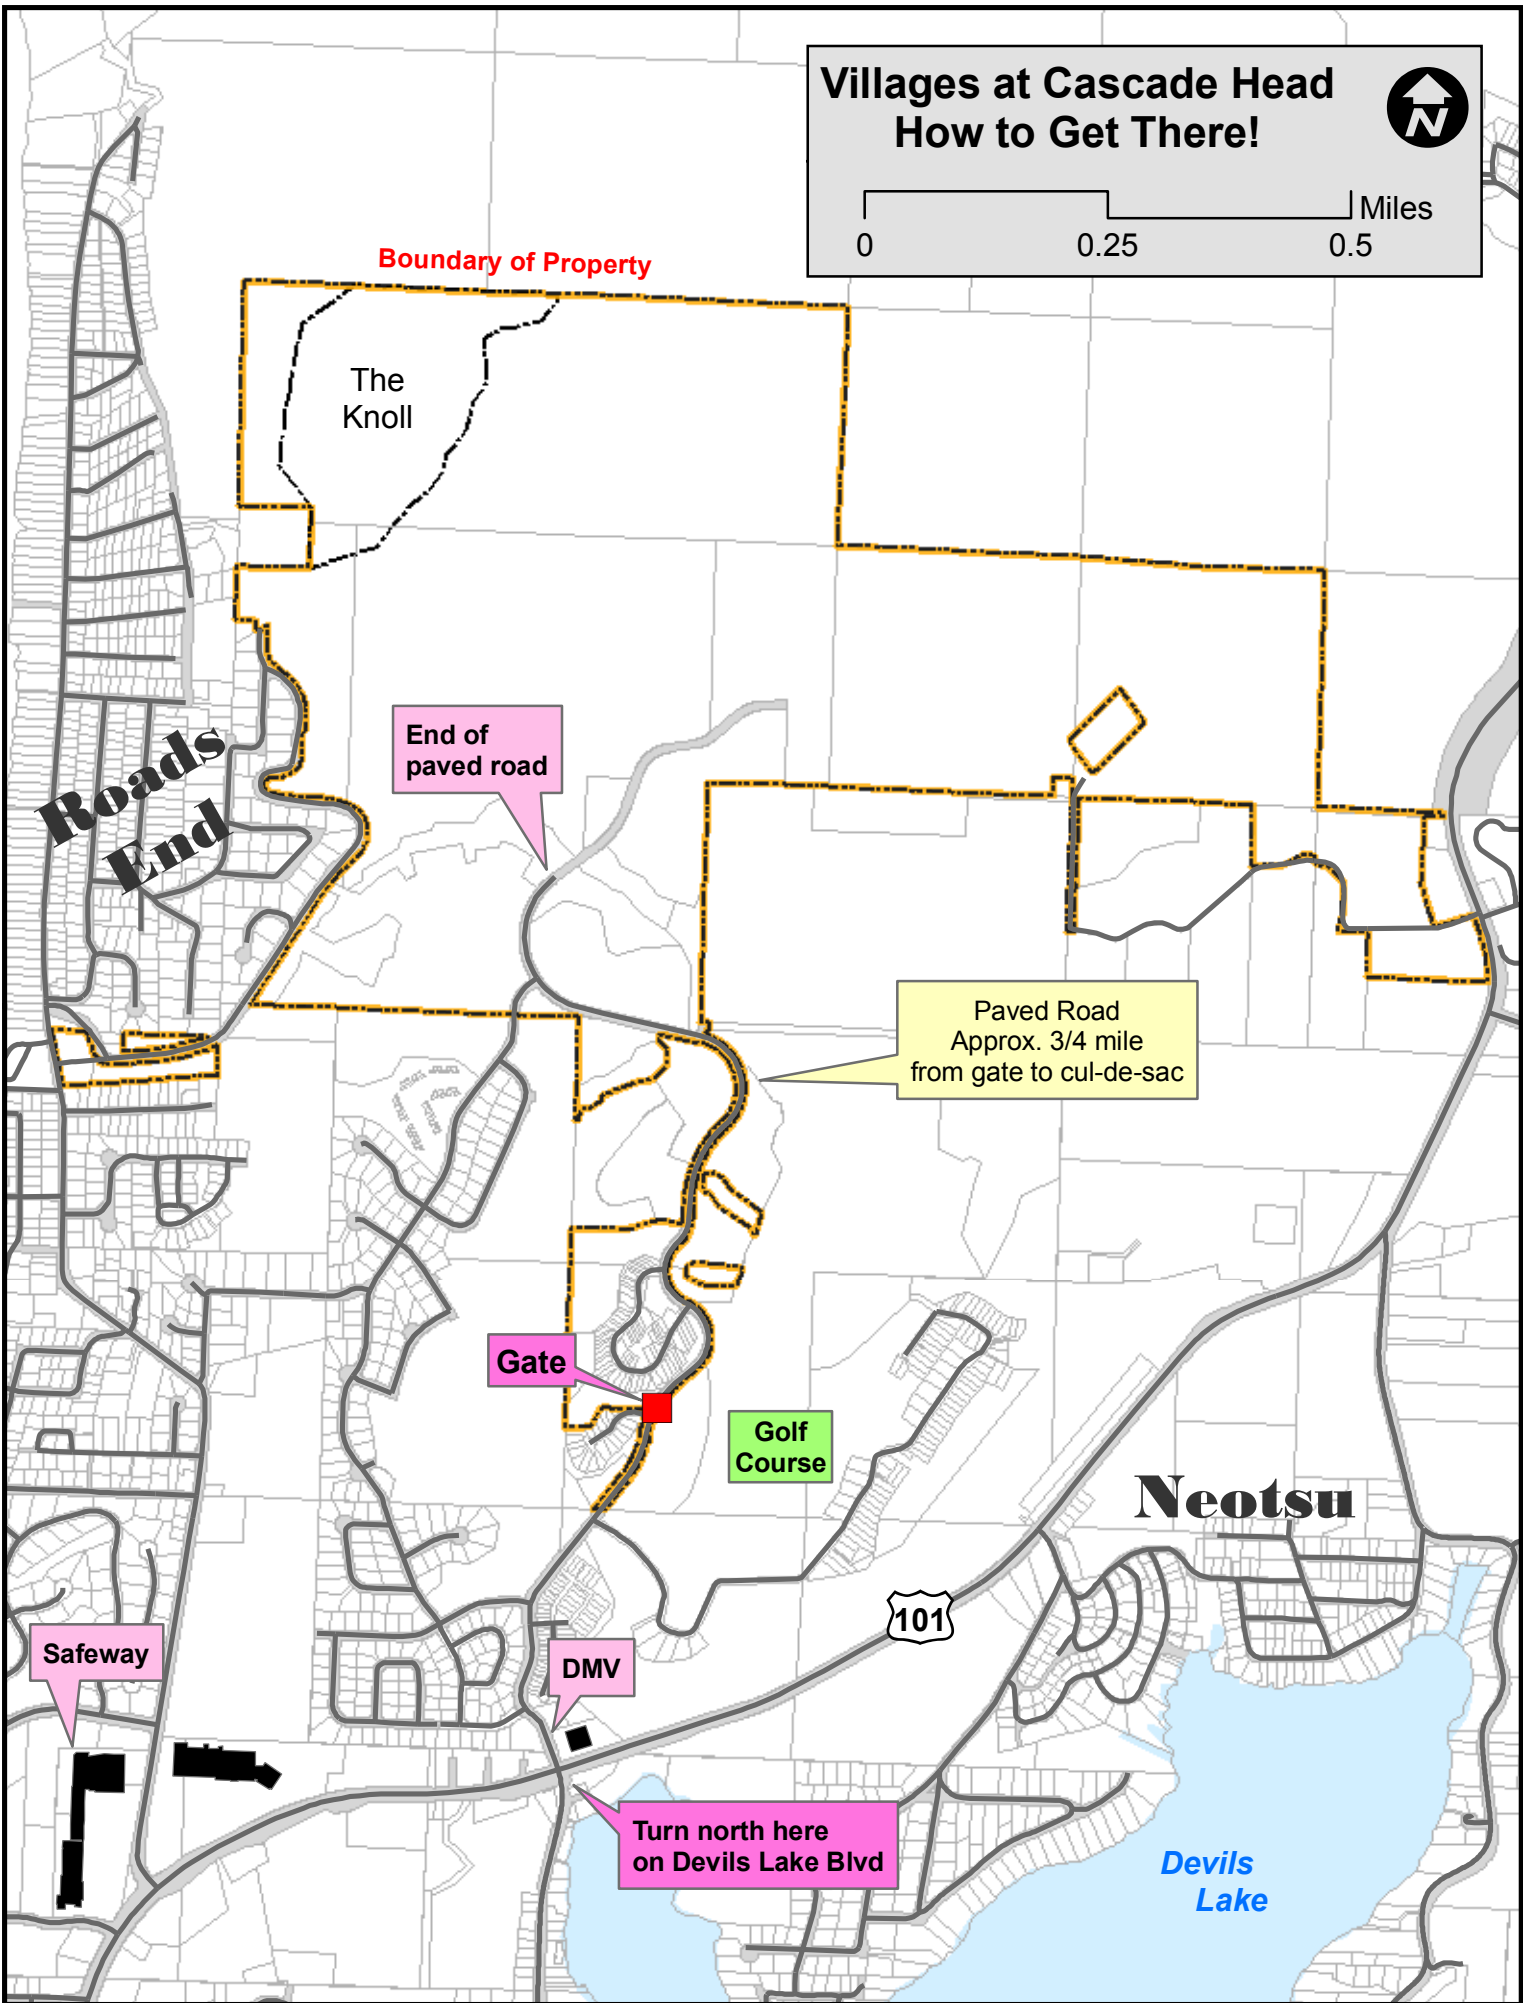 Villages at Cascade Head
How to Get There!
N
Miles
0 0.25 0.5
Boundary of Property
The
Knoll
End of
paved road
Roads
End
Paved Road
Approx. 3/4 mile
from gate to cul-de-sac
Gate
Golf
Course
Neotsu
101
Safeway
DMV
Turn north here
on Devils Lake Blvd
Devils
Lake